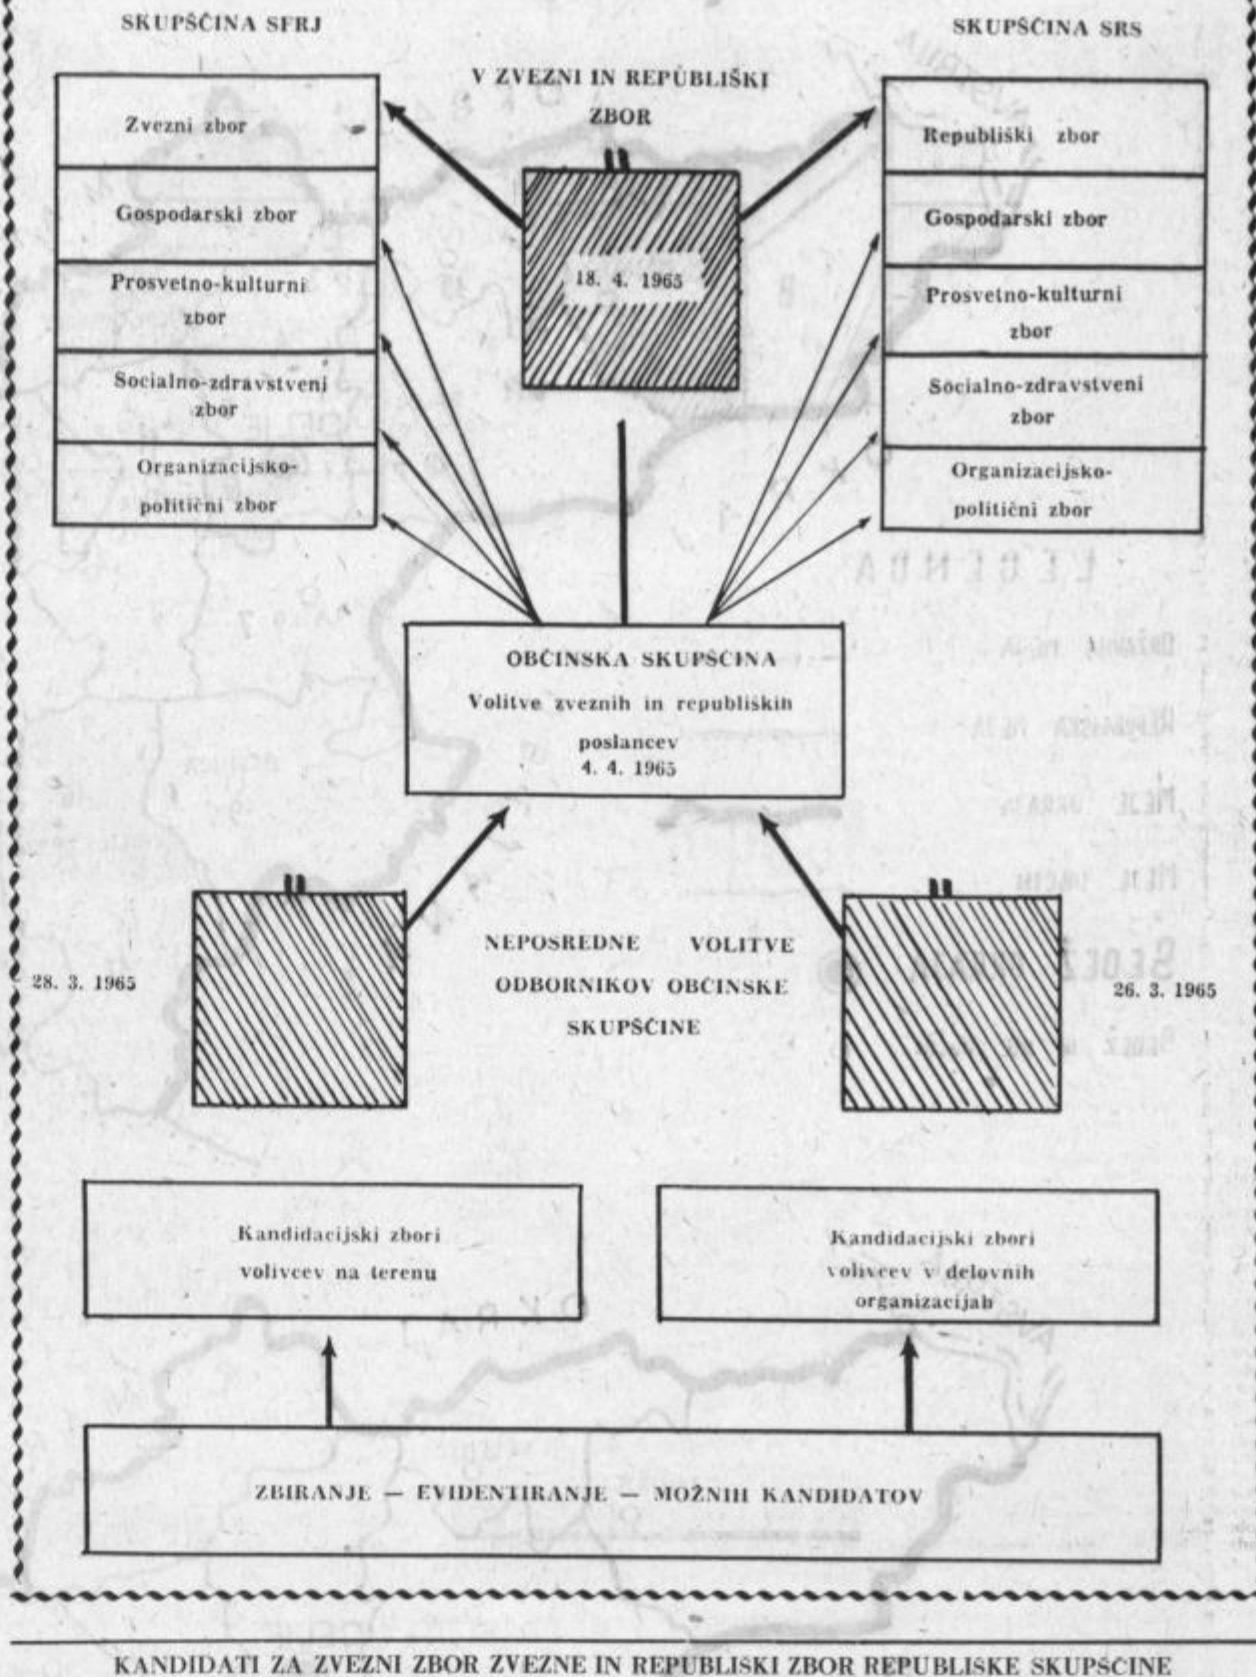 SKUPŠČINA SFRJ
Zvezni zbor
Gospodarski zbor
Prosvetno-kulturni
zbor
Socialno-zdravstveni
zbor
Organizacijsko-
politični zbor
V ZVEZNI IN REPUBLIŠKI
ZBOR
18. 4. 1965
SKUPŠČINA SRS
Republiški zbor
Gospodarski zbor
Prosvetno-kulturni
zbor
Socialno-zdravstveni
zbor
Organizacijsko-
politični zbor
OBČINSKA SKUPŠČINA
Volitve zveznih in republiških
poslancev
4. 4. 1965
28. 3. 1965
NEPOSREDNE VOLITVE
ODBORNIKOV OBČINSKE
SKUPŠČINE
26. 3. 1965
Kandidacijski zbori
volivcev na terenu
Kandidacijski zbori
volivcev v delovnih
organizacijah
ZBIRANJE — EVIDENTIRANJE — MOŽNIH KANDIDATOV
KANDIDATI ZA ZVEZNI ZBOR ZVEZNE IN REPUBLIŠKI ZBOR REPUBLIŠKE SKUPŠČINE